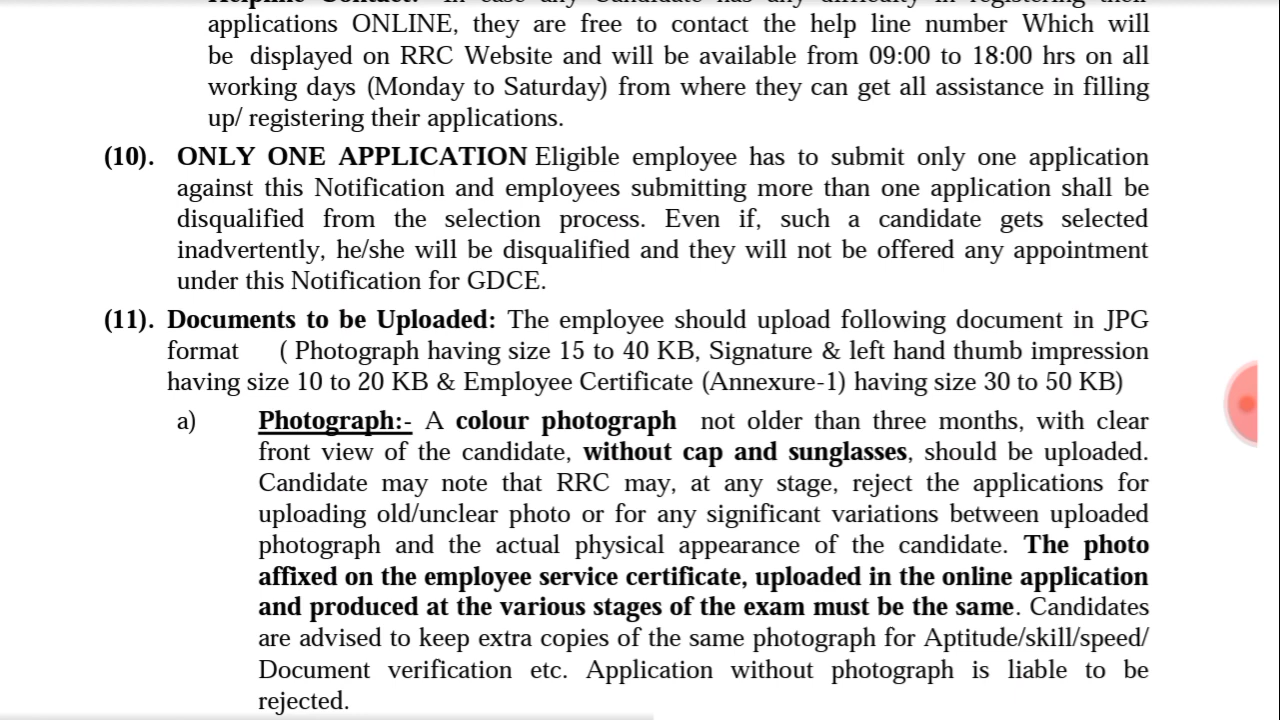 Helpline Contact: In case any Candidate has any difficulty in registering their
applications ONLINE, they are free to contact the help line number Which will
be displayed on RRC Website and will be available from 09:00 to 18:00 hrs on all
working days (Monday to Saturday) from where they can get all assistance in filling
up/ registering their applications.
(10). ONLY ONE APPLICATION Eligible employee has to submit only one application
against this Notification and employees submitting more than one application shall be
disqualified from the selection process. Even if, such a candidate gets selected
inadvertently, he/she will be disqualified and they will not be offered any appointment
under this Notification for GDCE.
(11). Documents to be Uploaded: The employee should upload following document in JPG
format ( Photograph having size 15 to 40 KB, Signature & left hand thumb impression
having size 10 to 20 KB & Employee Certificate (Annexure-1) having size 30 to 50 KB)
a) Photograph:- A colour photograph not older than three months, with clear
front view of the candidate, without cap and sunglasses, should be uploaded.
Candidate may note that RRC may, at any stage, reject the applications for
uploading old/unclear photo or for any significant variations between uploaded
photograph and the actual physical appearance of the candidate. The photo
affixed on the employee service certificate, uploaded in the online application
and produced at the various stages of the exam must be the same. Candidates
are advised to keep extra copies of the same photograph for Aptitude/skill/speed/
Document verification etc. Application without photograph is liable to be
rejected.